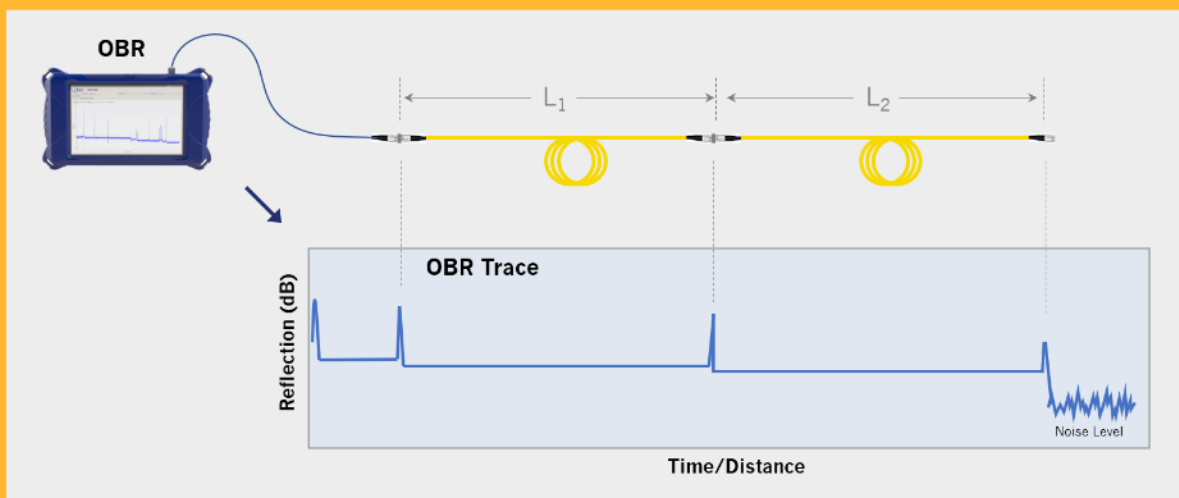 OBR
L₁
L₂
OBR Trace
Reflection (dB)
Noise Level
Time/Distance